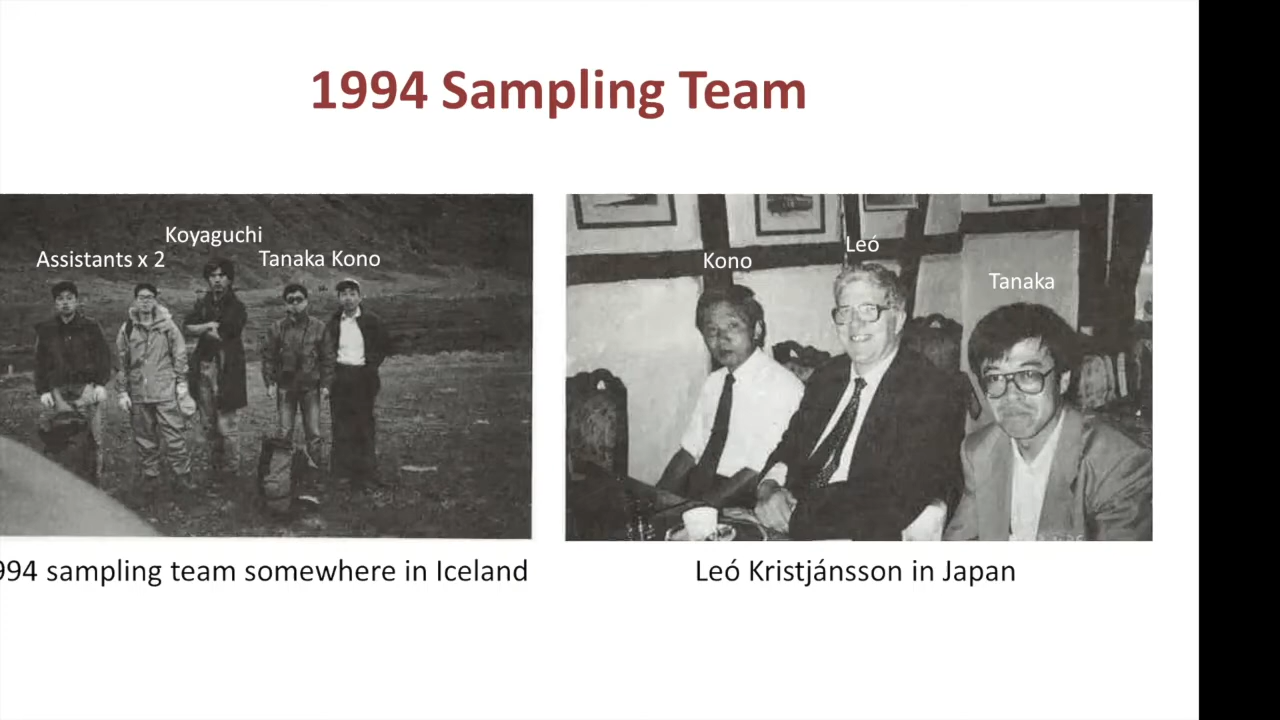 1994 Sampling Team
Koyaguchi
Assistants x 2
Tanaka Kono
Kono
Leó
Tanaka
994 sampling team somewhere in Iceland
Leó Kristjánsson in Japan